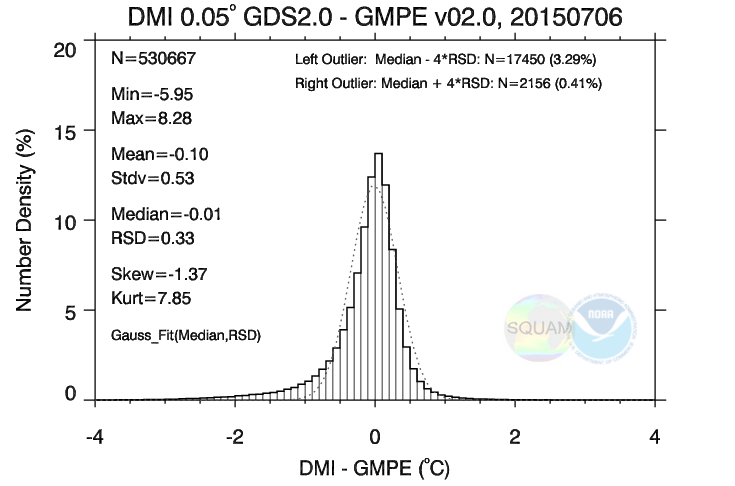 DMI 0.05° GDS2.0 - GMPE v02.0, 20150706
20
15
10
5
0
Number Density (%)
N=530667
Min=-5.95
Max=8.28
Mean=-0.10
Stdv=0.53
Median=-0.01
RSD=0.33
Skew=-1.37
Kurt=7.85
Gauss_Fit(Median,RSD)
Left Outlier: Median - 4*RSD: N=17450 (3.29%)
Right Outlier: Median + 4*RSD: N=2156 (0.41%)
SQUAM
NOAA
-4 -2 0 2 4
DMI - GMPE (°C)